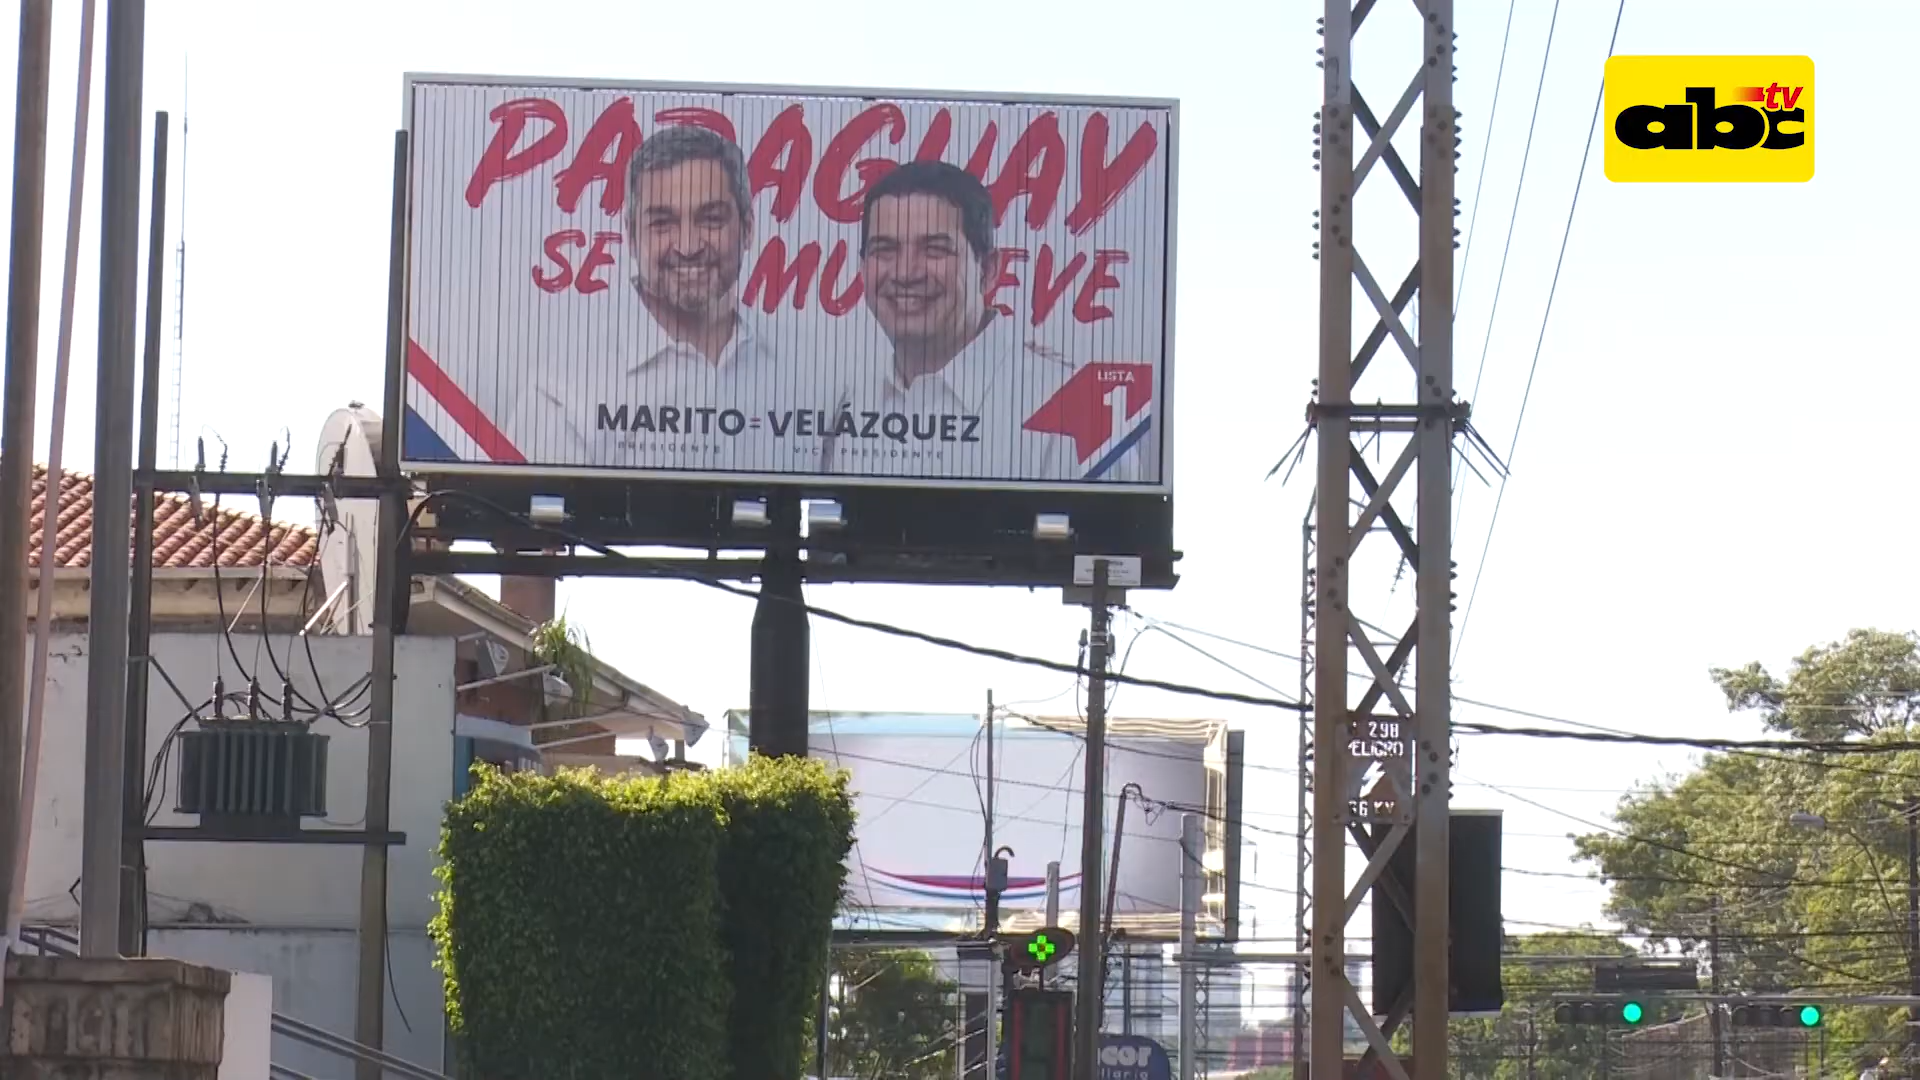 abc tv
PARAGUAY
SE MUEVE
LISTA
1
MARITO=VELÁZQUEZ
PRESIDENTE VICE PRESIDENTE
298
PELIGRO
66 KV